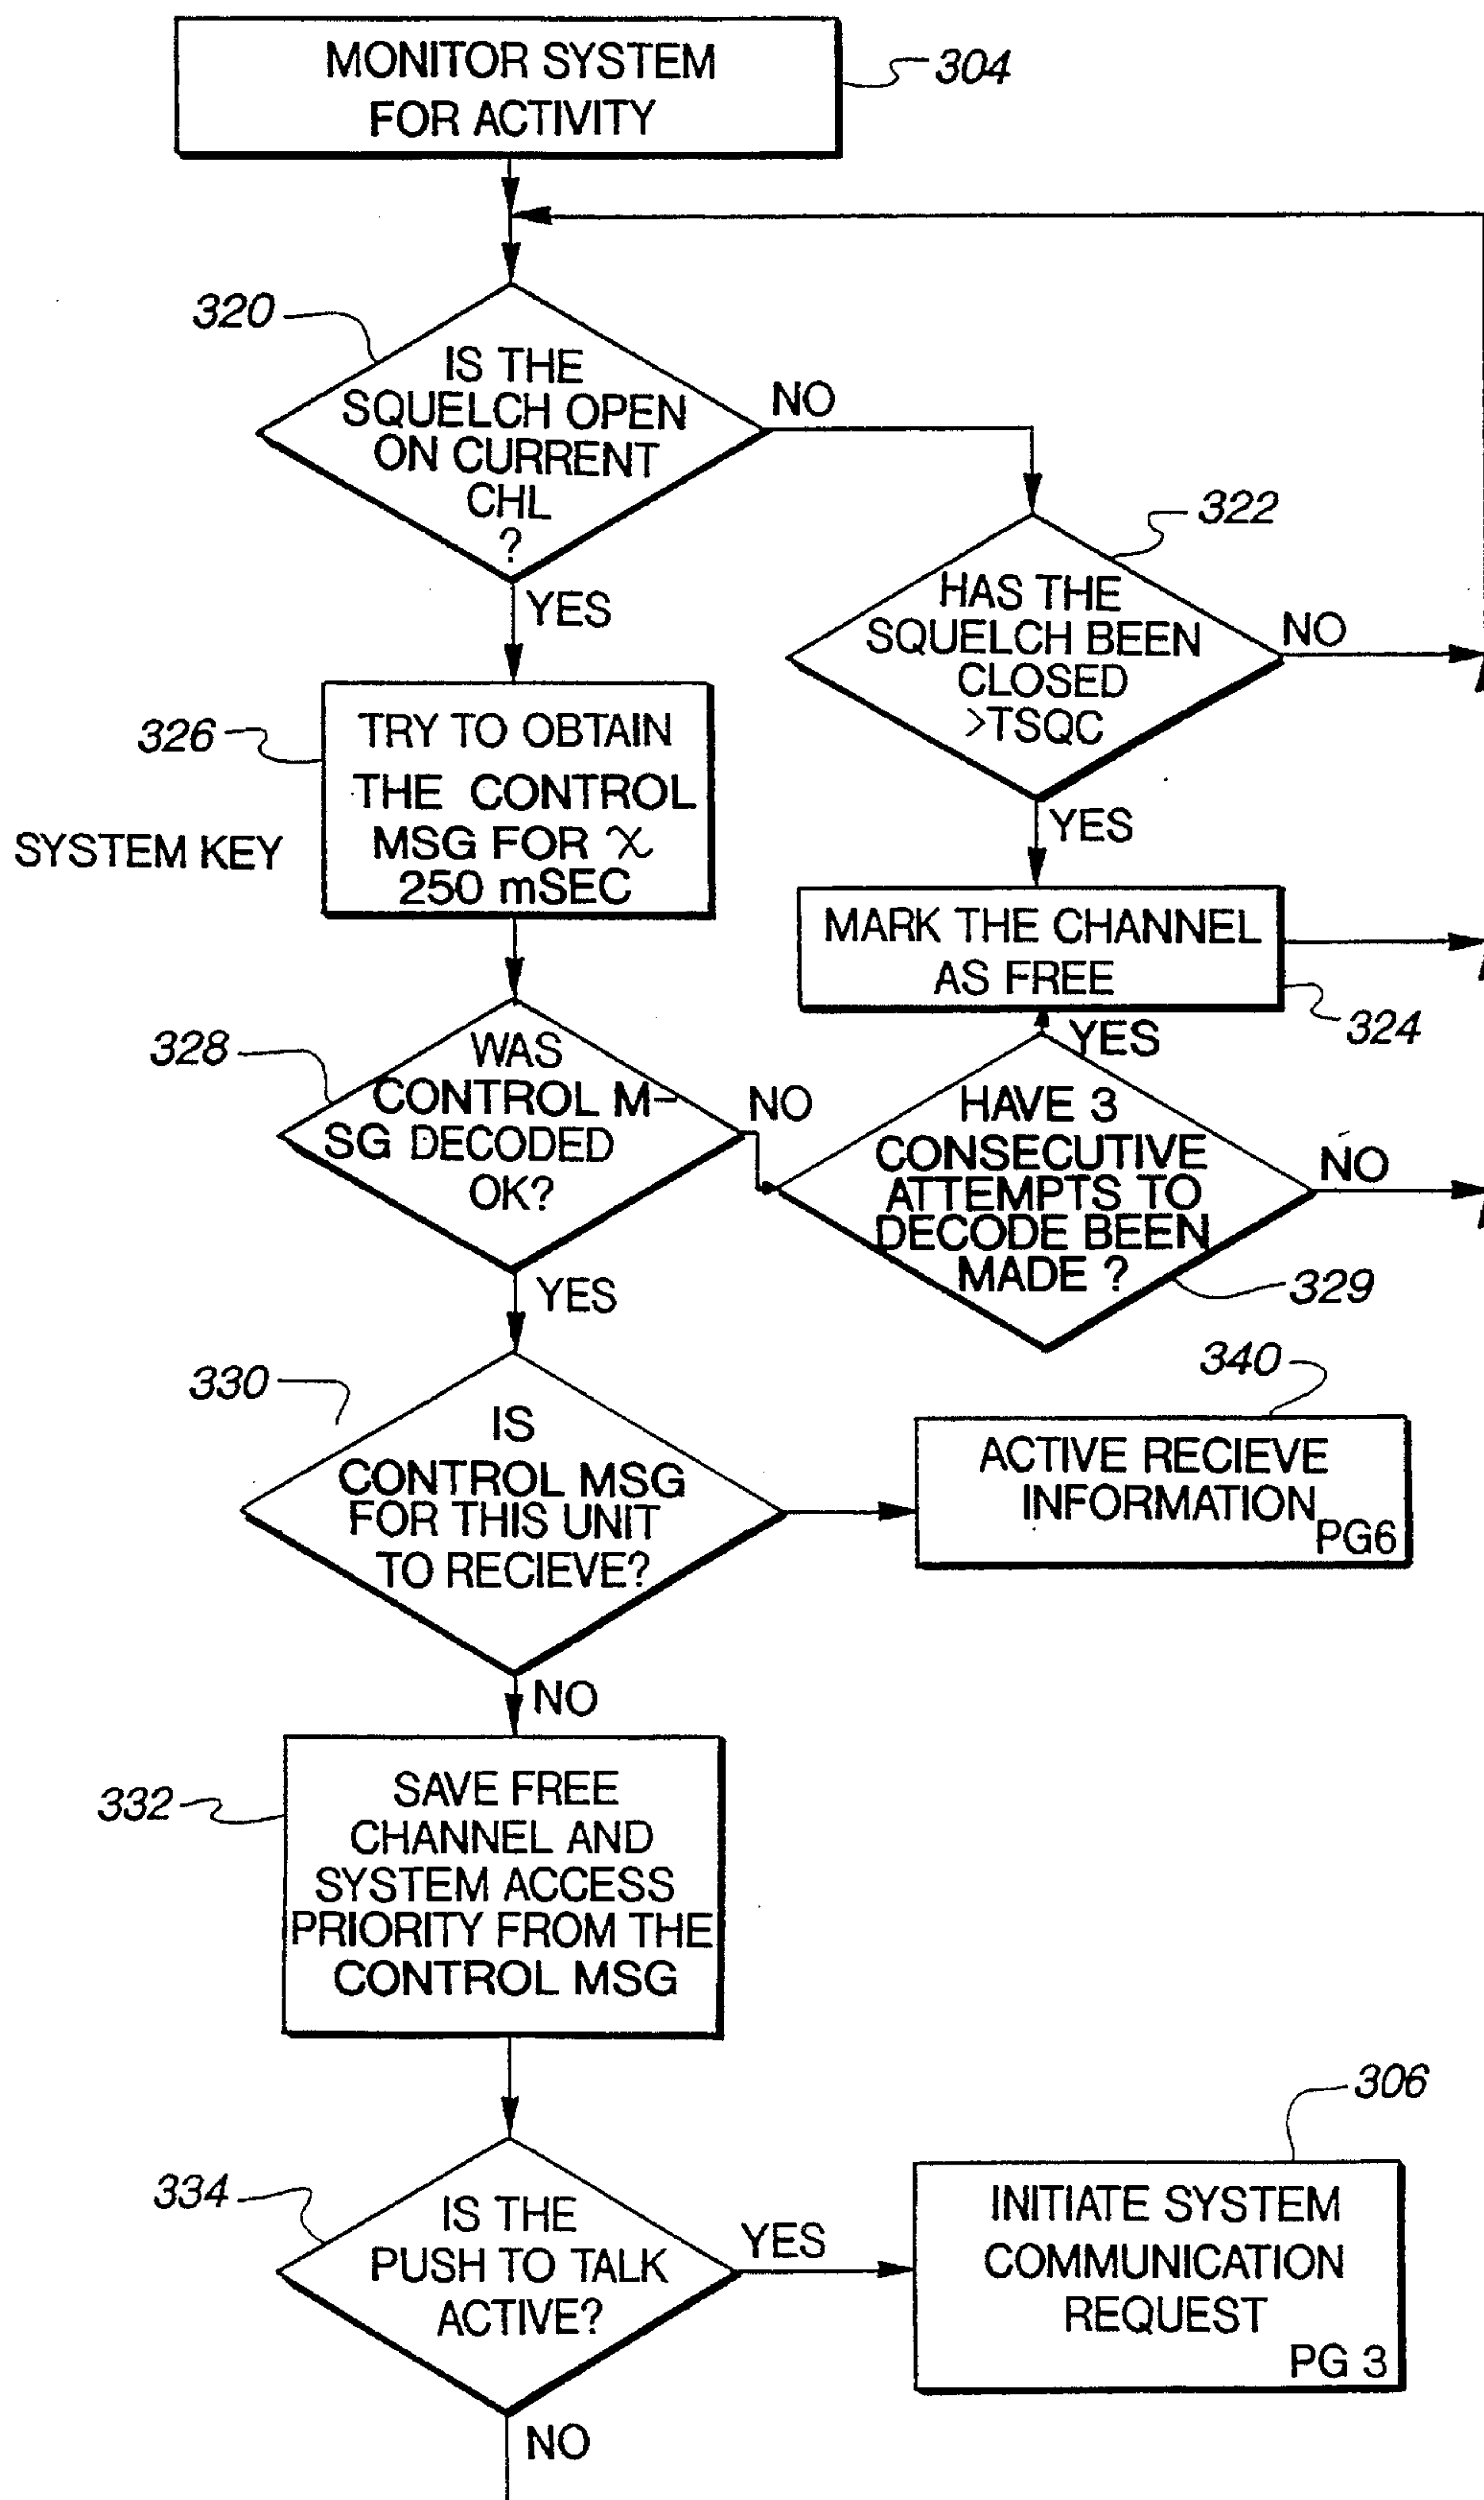 MONITOR SYSTEM
FOR ACTIVITY
304
320
IS THE
SQUELCH OPEN
ON CURRENT
CHL
?
NO
YES
322
HAS THE
SQUELCH BEEN
CLOSED
>TSQC
NO
YES
326
TRY TO OBTAIN
THE CONTROL
MSG FOR ≈
250 mSEC
SYSTEM KEY
MARK THE CHANNEL
AS FREE
324
328
WAS
CONTROL M-
SG DECODED
OK?
NO
YES
YES
HAVE 3
CONSECUTIVE
ATTEMPTS TO
DECODE BEEN
MADE ?
NO
329
330
IS
CONTROL MSG
FOR THIS UNIT
TO RECIEVE?
340
ACTIVE RECIEVE
INFORMATION
PG6
NO
332
SAVE FREE
CHANNEL AND
SYSTEM ACCESS
PRIORITY FROM THE
CONTROL MSG
334
IS THE
PUSH TO TALK
ACTIVE?
YES
306
INITIATE SYSTEM
COMMUNICATION
REQUEST
PG 3
NO